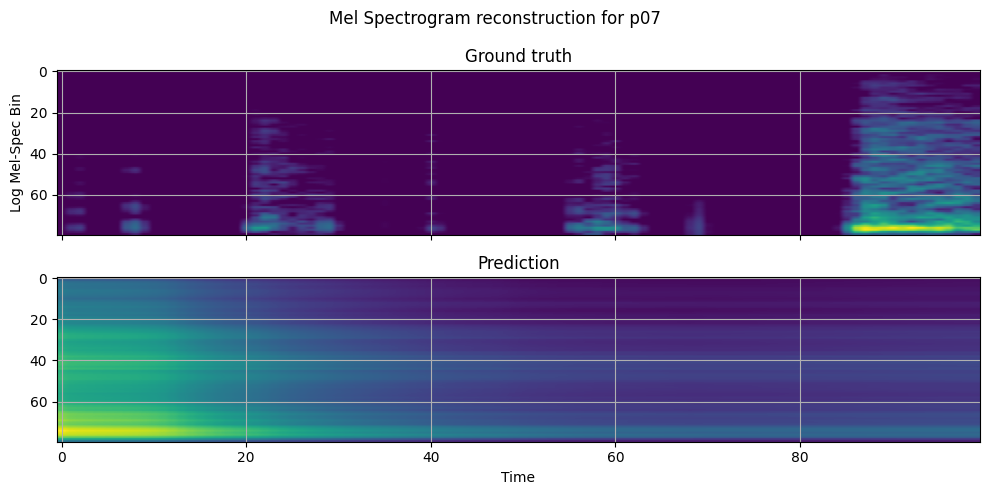 Mel Spectrogram reconstruction for p07
Ground truth
0
20
40
60
Log Mel-spec Bin
Prediction
0
20
40
60
0 20 40 60 80
Time